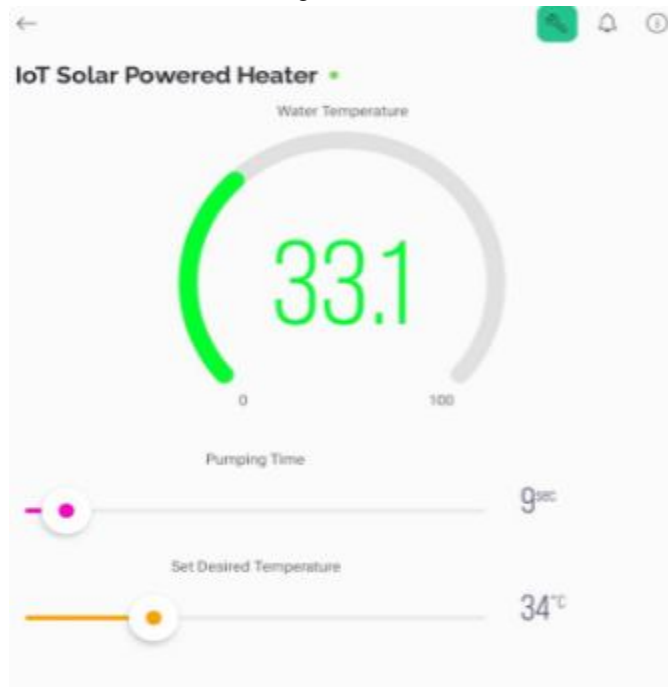 IoT Solar Powered Heater
Water Temperature
33.1
0 100
Pumping Time
9sec
Set Desired Temperature
34°C